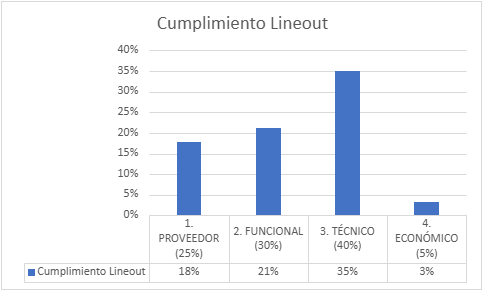 Cumplimiento Lineout
40%
35%
30%
25%
20%
15%
10%
5%
0%
1.
PROVEEDOR
(25%)
2. FUNCIONAL
(30%)
3. TÉCNICO
(40%)
4.
ECONÓMICO
(5%)
Cumplimiento Lineout 18% 21% 35% 3%